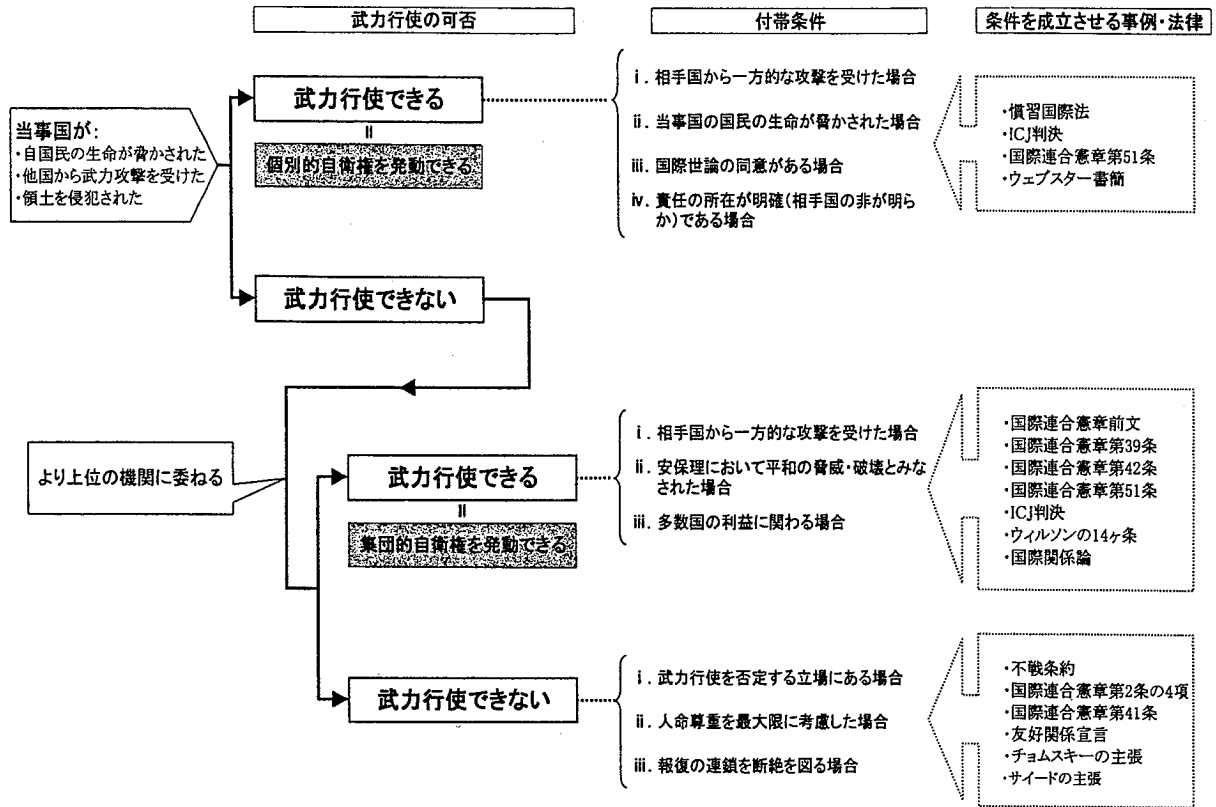 武力行使の可否
付帯条件
条件を成立させる事例・法律
当事国が:
・自国民の生命が脅かされた
・他国から武力攻撃を受けた
・領土を侵犯された
武力行使できる
=
個別的自衛権を発動できる
i. 相手国から一方的な攻撃を受けた場合
ii. 当事国の国民の生命が脅かされた場合
iii. 国際世論の同意がある場合
iv. 責任の所在が明確(相手国の非が明ら
か)である場合
・慣習国際法
・ICJ判決
・国際連合憲章第51条
・ウェブスター書簡
武力行使できない
より上位の機関に委ねる
武力行使できる
=
集団的自衛権を発動できる
i. 相手国から一方的な攻撃を受けた場合
ii. 安保理において平和の脅威・破壊とみな
された場合
iii. 多数国の利益に関わる場合
・国際連合憲章前文
・国際連合憲章第39条
・国際連合憲章第42条
・国際連合憲章第51条
・ICJ判決
・ウィルソンの14ヶ条
・国際関係論
武力行使できない
i. 武力行使を否定する立場にある場合
ii. 人命尊重を最大限に考慮した場合
iii. 報復の連鎖を断絶を図る場合
・不戦条約
・国際連合憲章第2条の4項
・国際連合憲章第41条
・友好関係宣言
・チョムスキーの主張
・サイードの主張